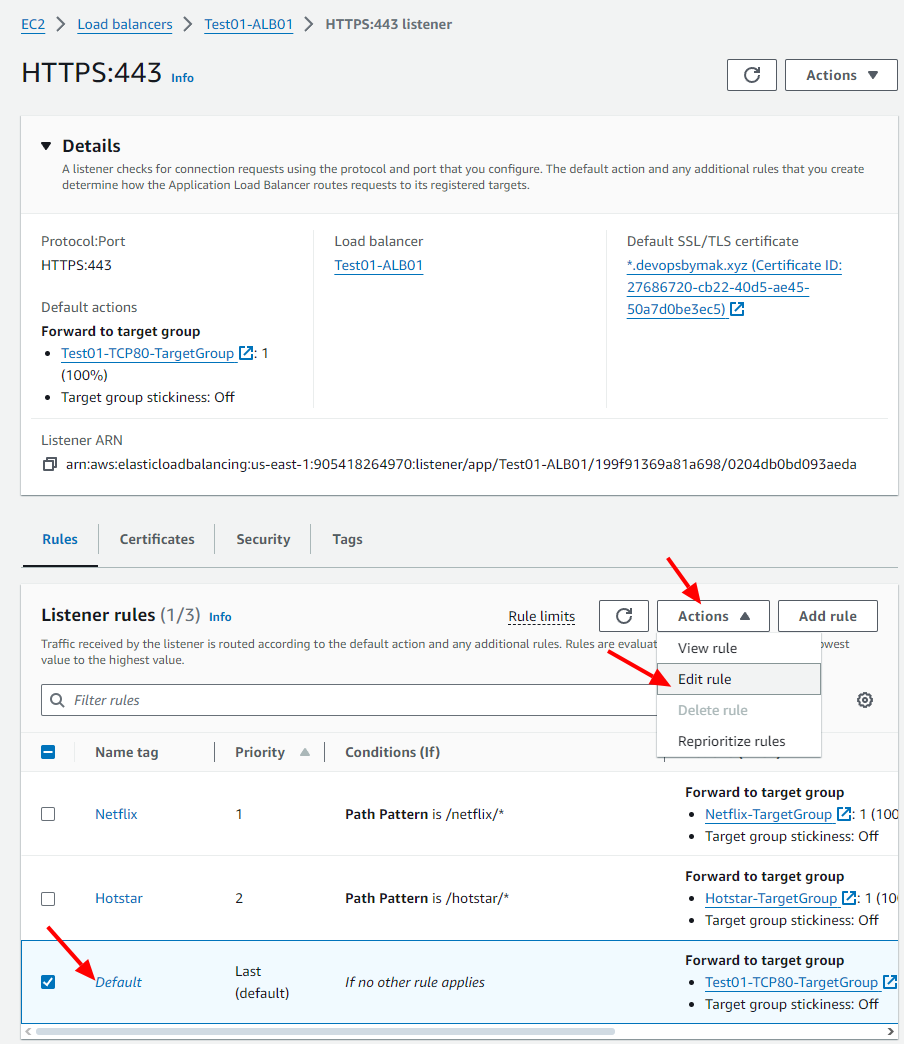 EC2 > Load balancers > Test01-ALB01 > HTTPS:443 listener
HTTPS:443 Info
Actions
Details
A listener checks for connection requests using the protocol and port that you configure. The default action and any additional rules that you create
determine how the Application Load Balancer routes requests to its registered targets.
Protocol:Port
HTTPS:443
Load balancer
Test01-ALB01
Default SSL/TLS certificate
*.devopsbymak.xyz (Certificate ID:
27686720-cb22-40d5-ae45-
50a7d0be3ec5)
Default actions
Forward to target group
Test01-TCP80-TargetGroup : 1
(100%)
Target group stickiness: Off
Listener ARN
arn:aws:elasticloadbalancing:us-east-1:905418264970:listener/app/Test01-ALB01/199f91369a81a698/0204db0bd093aeda
Rules Certificates Security Tags
Listener rules (1/3) Info
Rule limits
Actions
Add rule
Traffic received by the listener is routed according to the default action and any additional rules. Rules are evaluat owest
value to the highest value.
View rule
Edit rule
Delete rule
Reprioritize rules
Filter rules
Name tag Priority Conditions (If)
Netflix 1 Path Pattern is /netflix/*
Forward to target group
Netflix-TargetGroup : 1 (100
Target group stickiness: Off
Hotstar 2 Path Pattern is /hotstar/*
Forward to target group
Hotstar-TargetGroup : 1 (10
Target group stickiness: Off
Default
Last
(default)
If no other rule applies
Forward to target group
Test01-TCP80-TargetGroup
Target group stickiness: Off